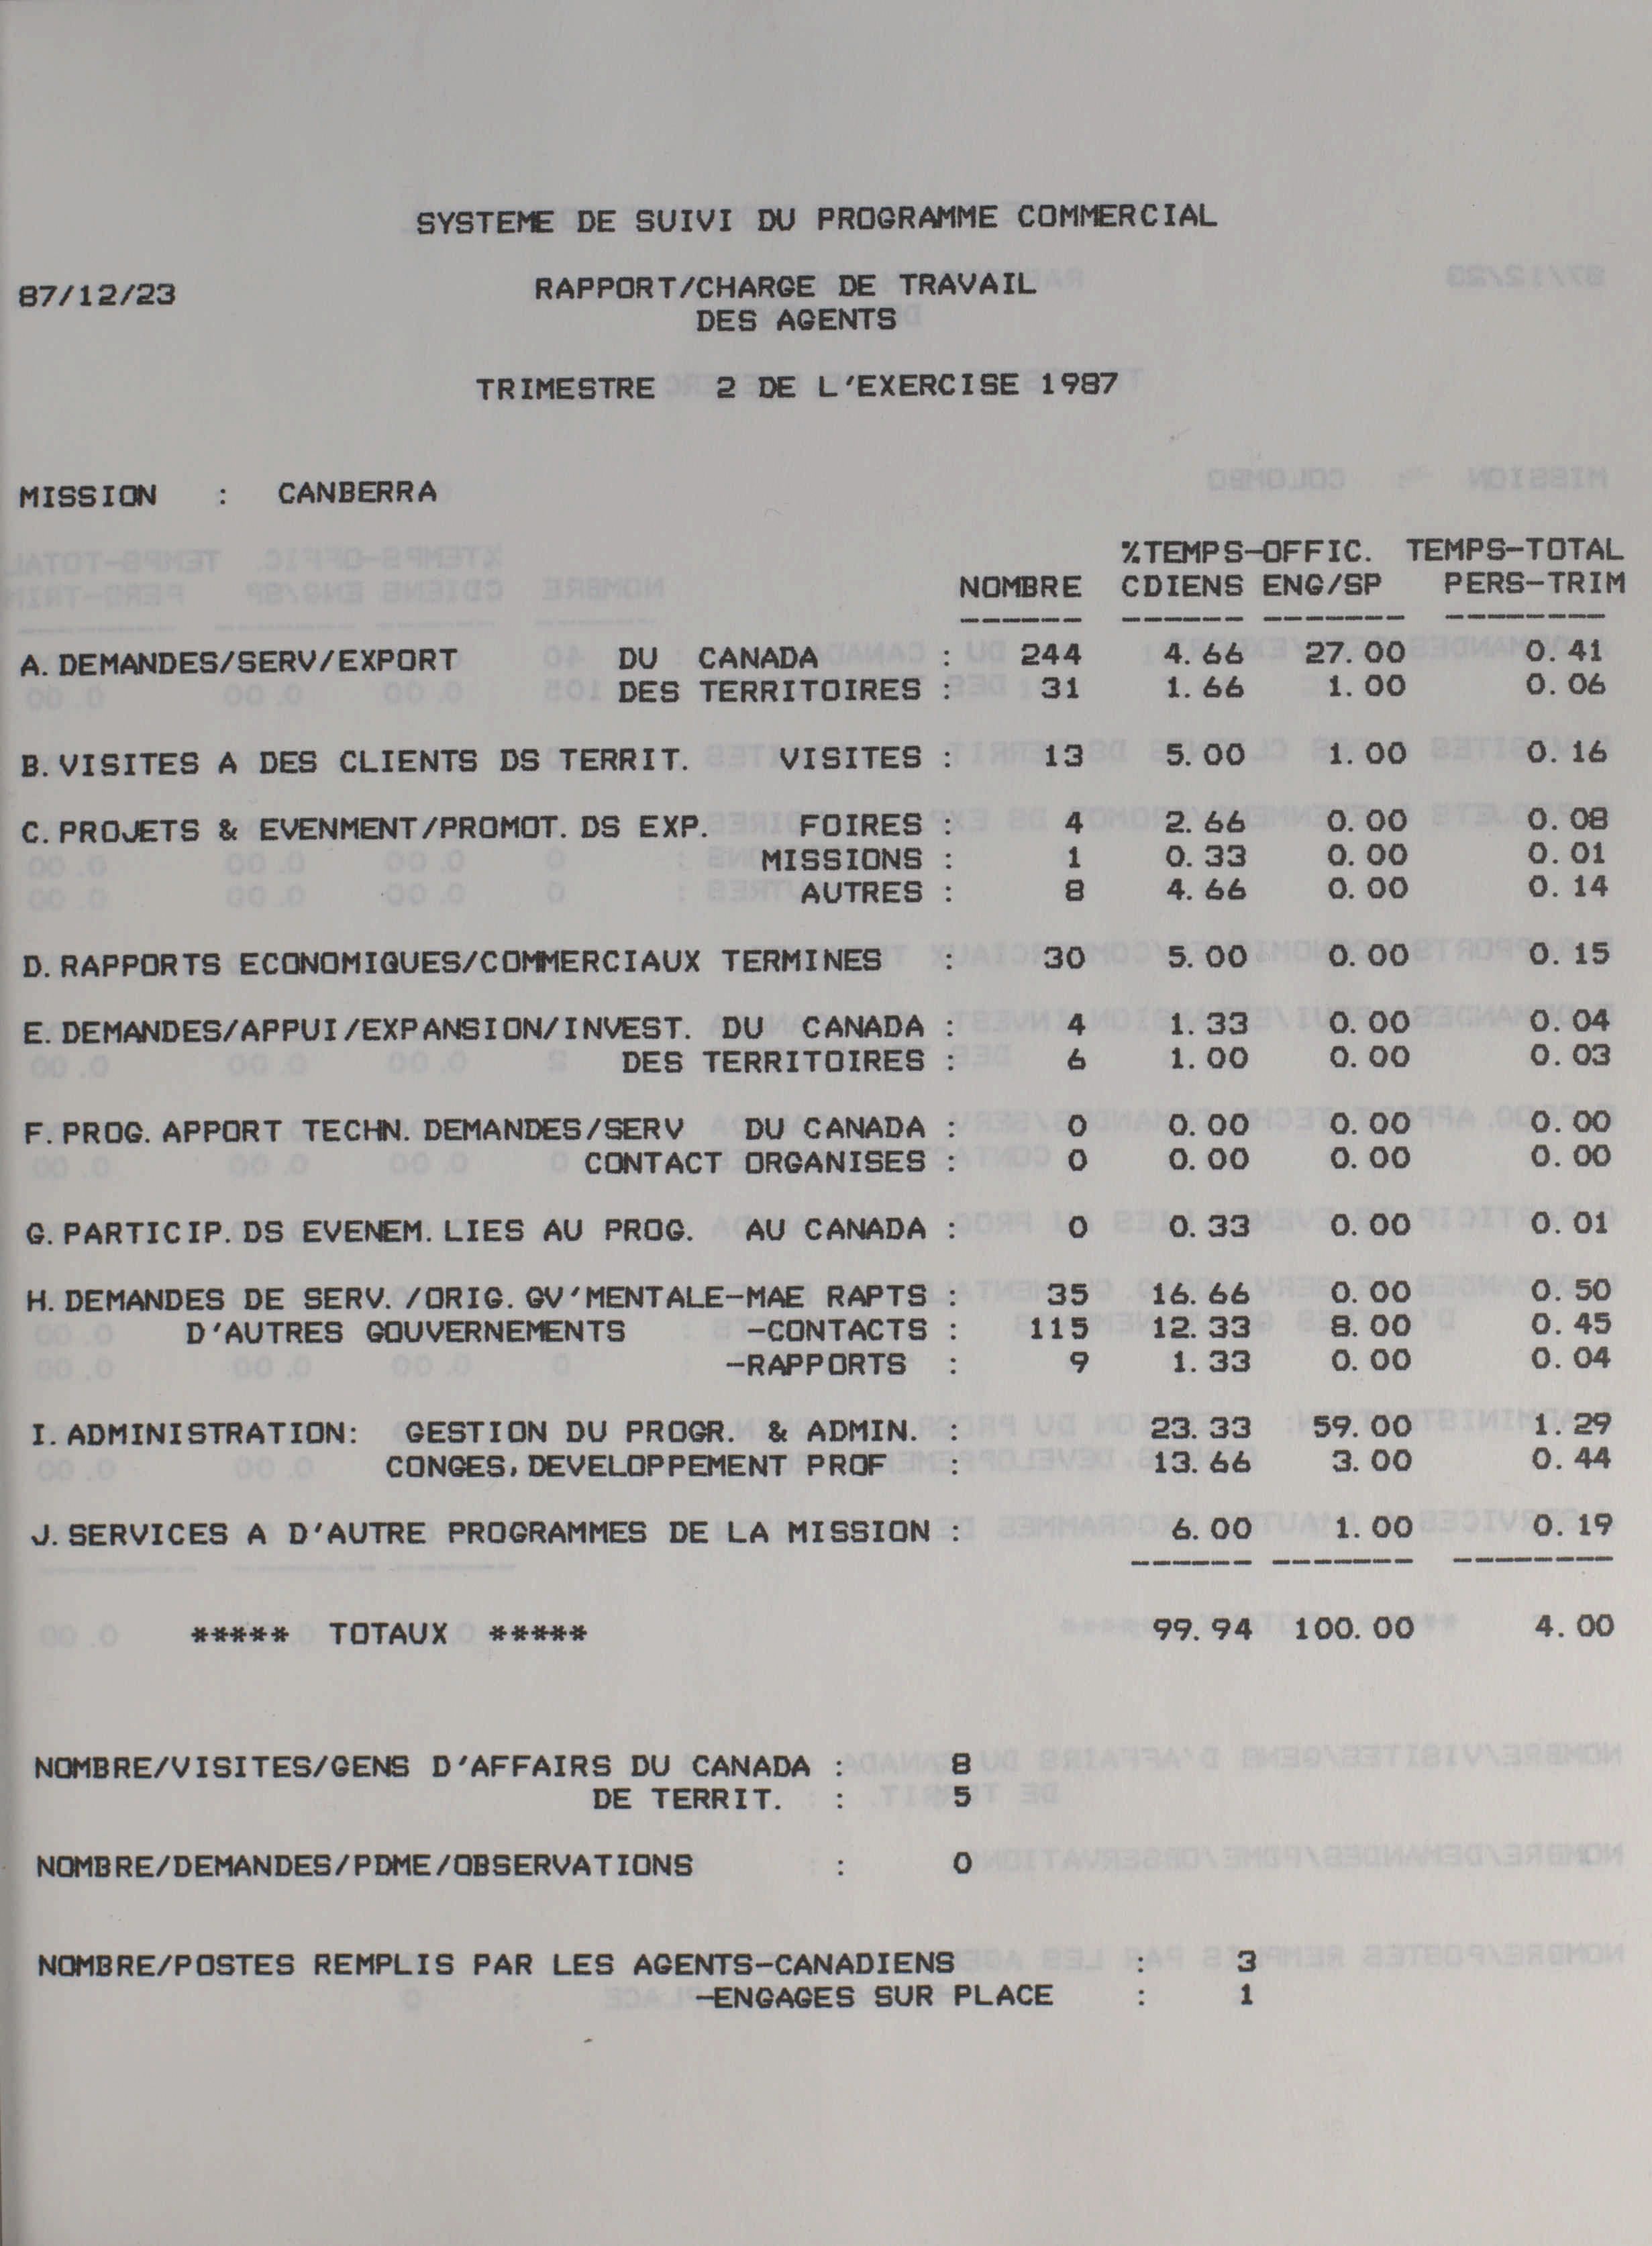 SYSTEME DE SUIVI DU PROGRAMME COMMERCIAL
87/12/23 RAPPORT/CHARGE DE TRAVAIL
DES AGENTS
TRIMESTRE 2 DE L'EXERCISE 1987
MISSION : CANBERRA
%TEMPS-OFFIC. TEMPS-TOTAL
NOMBRE CDIENS ENG/SP PERS-TRIM
------ ------ ------- --------
A. DEMANDES/SERV/EXPORT DU CANADA : 244 4.66 27.00 0.41
DES TERRITOIRES : 31 1.66 1.00 0.06
B. VISITES A DES CLIENTS DS TERRIT. VISITES : 13 5.00 1.00 0.16
C. PROJETS & EVENMENT/PROMOT. DS EXP. FOIRES : 4 2.66 0.00 0.08
MISSIONS : 1 0.33 0.00 0.01
AUTRES : 8 4.66 0.00 0.14
D. RAPPORTS ECONOMIQUES/COMMERCIAUX TERMINES : 30 5.00 0.00 0.15
E. DEMANDES/APPUI/EXPANSION/INVEST. DU CANADA : 4 1.33 0.00 0.04
DES TERRITOIRES : 6 1.00 0.00 0.03
F. PROG. APPORT TECHN. DEMANDES/SERV DU CANADA : 0 0.00 0.00 0.00
CONTACT ORGANISES : 0 0.00 0.00 0.00
G. PARTICIP. DS EVENEM. LIES AU PROG. AU CANADA : 0 0.33 0.00 0.01
H. DEMANDES DE SERV. /ORIG. GV'MENTALE-MAE RAPTS : 35 16.66 0.00 0.50
D'AUTRES GOUVERNEMENTS -CONTACTS : 115 12.33 8.00 0.45
-RAPPORTS : 9 1.33 0.00 0.04
I. ADMINISTRATION: GESTION DU PROGR. & ADMIN. : 23.33 59.00 1.29
CONGES, DEVELOPPEMENT PROF : 13.66 3.00 0.44
J. SERVICES A D'AUTRE PROGRAMMES DE LA MISSION : 6.00 1.00 0.19
------ ------- --------
***** TOTAUX ***** 99.94 100.00 4.00
NOMBRE/VISITES/GENS D'AFFAIRS DU CANADA : 8
DE TERRIT. : 5
NOMBRE/DEMANDES/PDME/OBSERVATIONS : 0
NOMBRE/POSTES REMPLIS PAR LES AGENTS-CANADIENS : 3
-ENGAGES SUR PLACE : 1